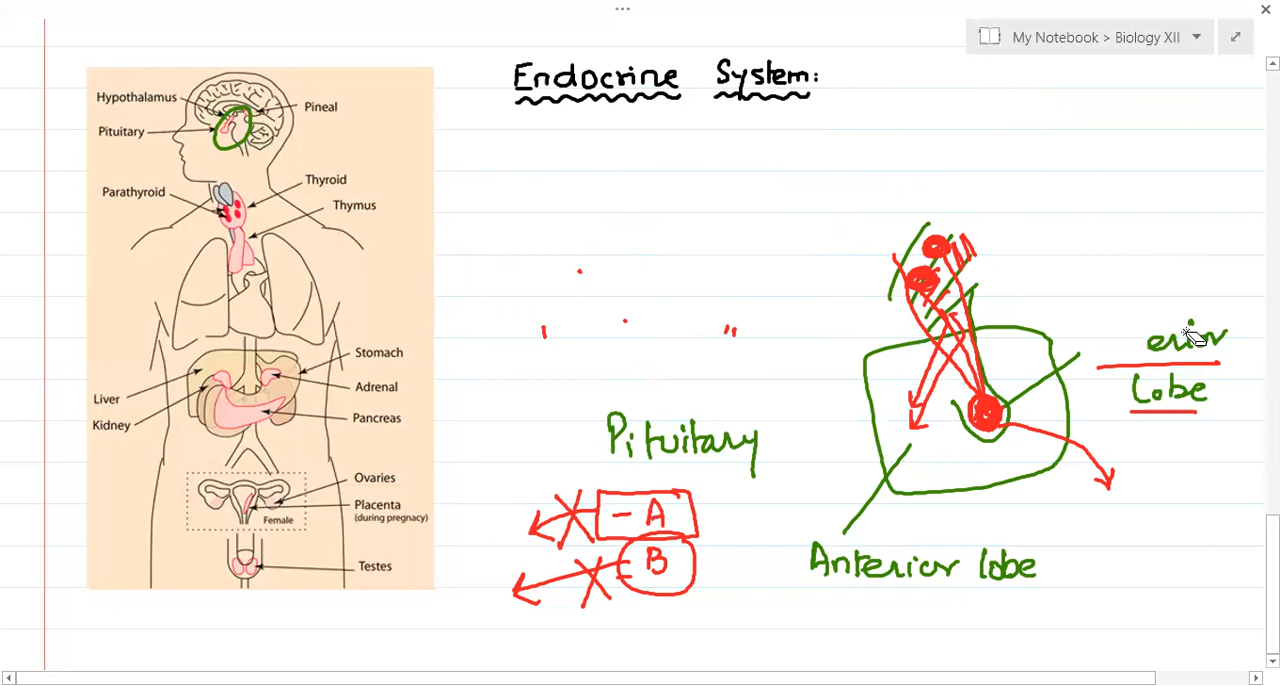 My Notebook > Biology XII
Endocrine System:
Hypothalamus
Pineal
Pituitary
Thyroid
Parathyroid
Thymus
Stomach
Adrenal
Liver
Pancreas
Kidney
Ovaries
Placenta
(during pregnancy)
Female
Testes
Pituitary
- A
B
Lobe
Anterior lobe